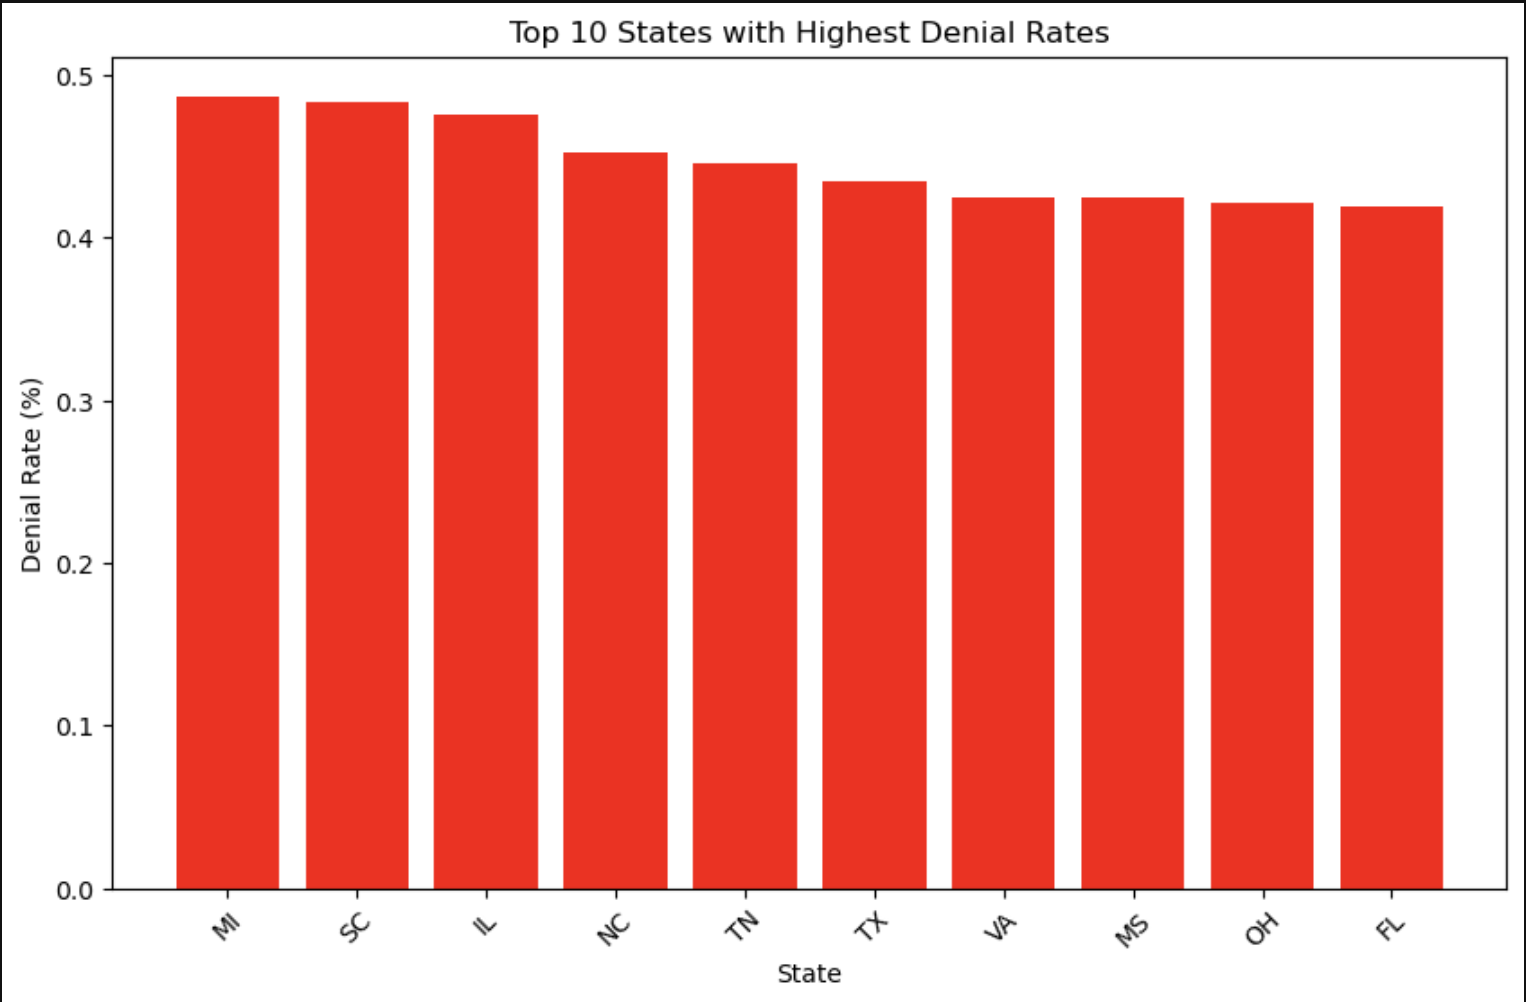 Top 10 States with Highest Denial Rates
0.5
0.4
0.3
0.2
0.1
0.0
Denial Rate (%)
MI
SC
IL
NC
TN
TX
VA
MS
OH
FL
State